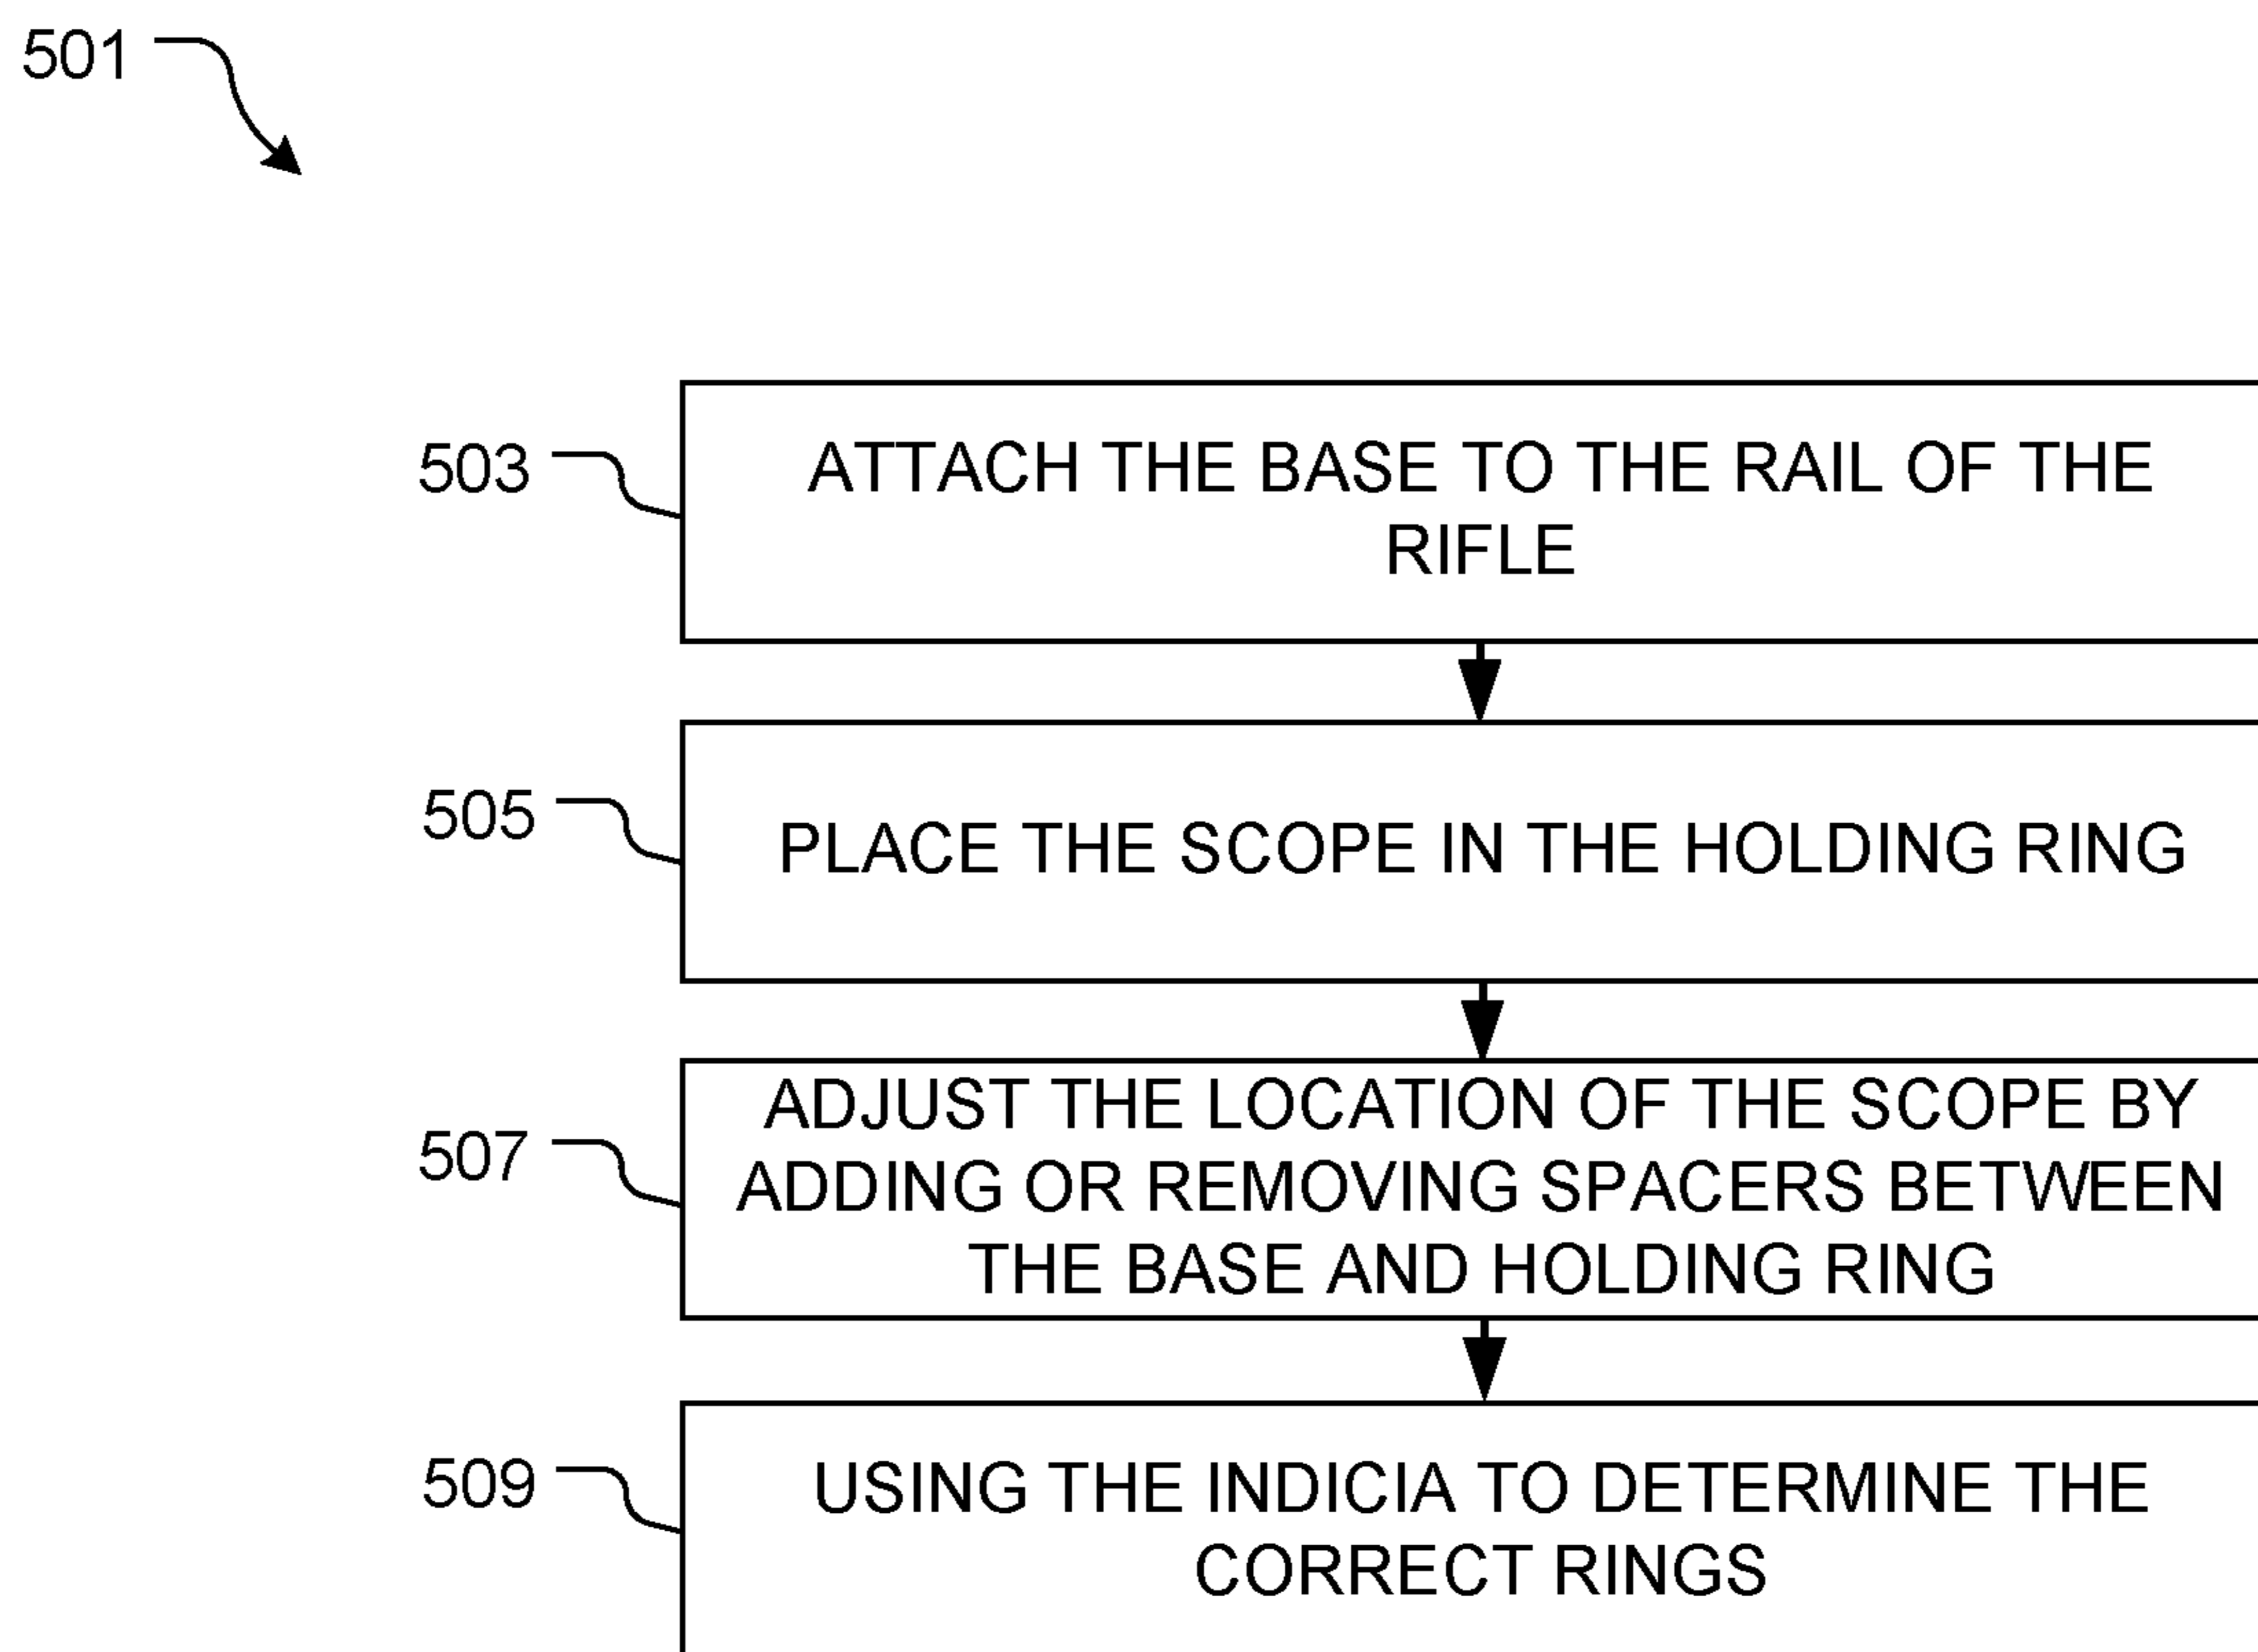 501
503
ATTACH THE BASE TO THE RAIL OF THE
RIFLE
505
PLACE THE SCOPE IN THE HOLDING RING
507
ADJUST THE LOCATION OF THE SCOPE BY
ADDING OR REMOVING SPACERS BETWEEN
THE BASE AND HOLDING RING
509
USING THE INDICIA TO DETERMINE THE
CORRECT RINGS